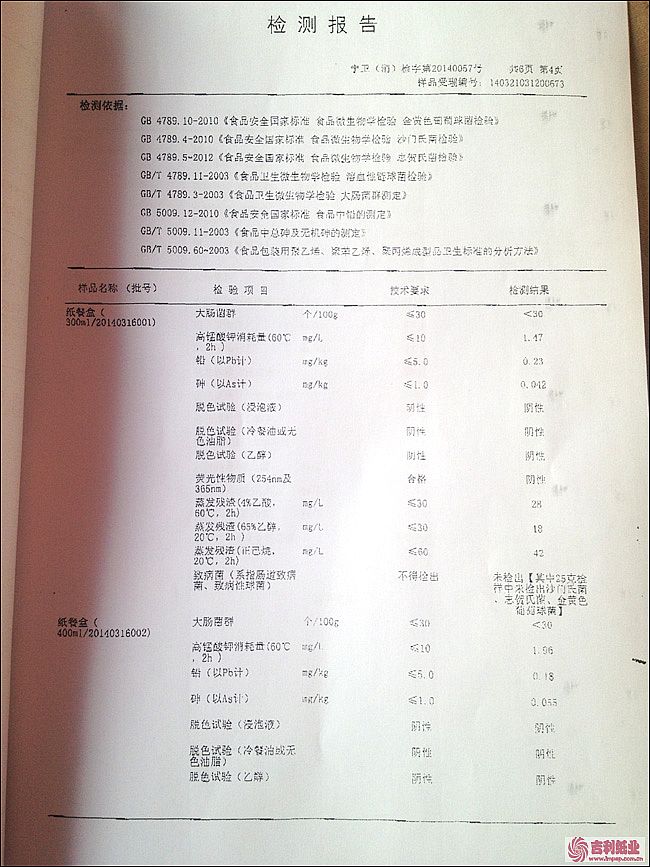 检测报告
宁卫（消）检字第20140057号 共6页 第4页
样品受理编号: 140321031200673
检测依据:
GB 4789.10-2010《食品安全国家标准 食品微生物学检验 金黄色葡萄球菌检验》
GB 4789.4-2010《食品安全国家标准 食品微生物学检验 沙门氏菌检验》
GB 4789.5-2012《食品安全国家标准 食品微生物学检验 志贺氏菌检验》
GB/T 4789.11-2003《食品卫生微生物学检验 溶血性链球菌检验》
GB/T 4789.3-2003《食品卫生微生物学检验 大肠菌群测定》
GB 5009.12-2010《食品安全国家标准 食品中铅的测定》
GB/T 5009.11-2003《食品中总砷及无机砷的测定》
GB/T 5009.60-2003《食品包装用聚乙烯、聚苯乙烯、聚丙烯成型品卫生标准的分析方法》
样品名称（批号） 检验项目 技术要求 检测结果
纸餐盒（ 大肠菌群 个/100g ≤30 <30
300ml/20140316001)
高锰酸钾消耗量(60℃ mg/L ≤10 1.47
，2h）
铅（以Pb计） mg/kg ≤5.0 0.23
砷（以As计） mg/kg ≤1.0 0.042
脱色试验（浸泡液） 阴性 阴性
脱色试验（冷餐油或无 阴性 阴性
色油脂）
脱色试验（乙醇） 阴性 阴性
荧光性物质（254nm及 合格 阴性
365nm）
蒸发残渣(4%乙酸, mg/L ≤30 28
60℃, 2h)
蒸发残渣(65%乙醇, mg/L ≤30 18
20℃, 2h)
蒸发残渣(正己烷, mg/L ≤60 42
20℃, 2h)
致病菌（系指肠道致病 不得检出 未检出【其中25克检
菌、致病性球菌） 样中未检出沙门氏菌
、志贺氏菌、金黄色
葡萄球菌】
纸餐盒（ 大肠菌群 个/100g ≤30 <30
400ml/20140316002)
高锰酸钾消耗量(60℃ mg/L ≤10 1.96
，2h）
铅（以Pb计） mg/kg ≤5.0 0.18
砷（以As计） mg/kg ≤1.0 0.055
脱色试验（浸泡液） 阴性 阴性
脱色试验（冷餐油或无 阴性 阴性
色油脂）
脱色试验（乙醇） 阴性 阴性
吉利纸业